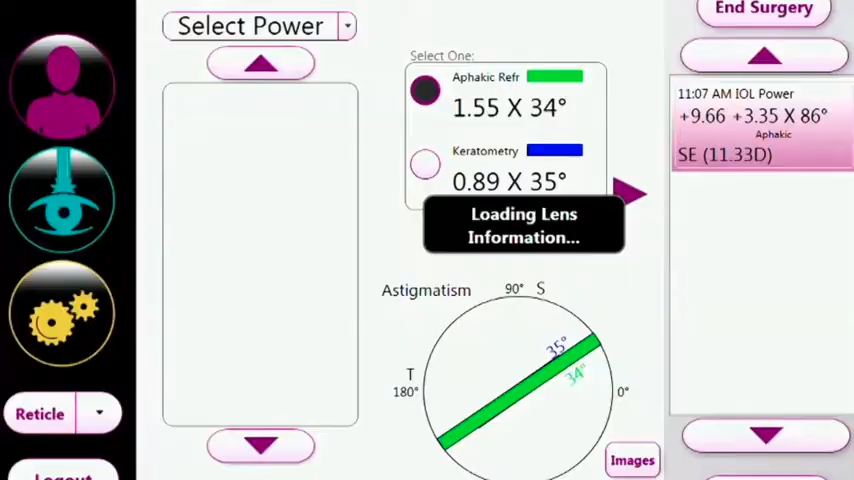 Select Power
End Surgery
Select One:
Aphakic Refr
1.55 X 34°
Keratometry
0.89 X 35°
Loading Lens
Information...
11:07 AM IOL Power
+9.66 +3.35 X 86°
Aphakic
SE (11.33D)
Astigmatism
90° S
35°
34°
T
180°
0°
Reticle
Images
Logout